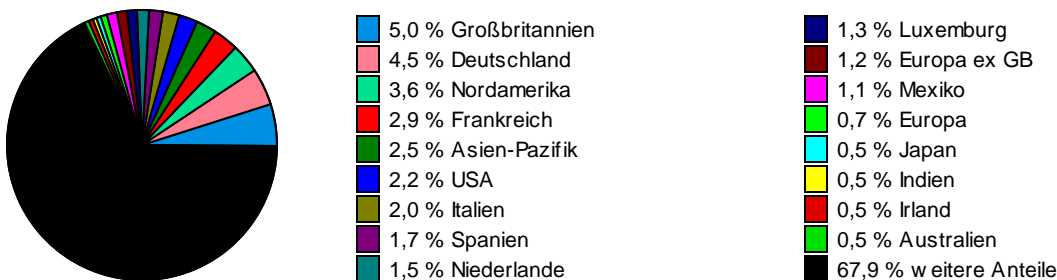 5,0 % Großbritannien
4,5 % Deutschland
3,6 % Nordamerika
2,9 % Frankreich
2,5 % Asien-Pazifik
2,2 % USA
2,0 % Italien
1,7 % Spanien
1,5 % Niederlande
1,3 % Luxemburg
1,2 % Europa ex GB
1,1 % Mexiko
0,7 % Europa
0,5 % Japan
0,5 % Indien
0,5 % Irland
0,5 % Australien
67,9 % weitere Anteile